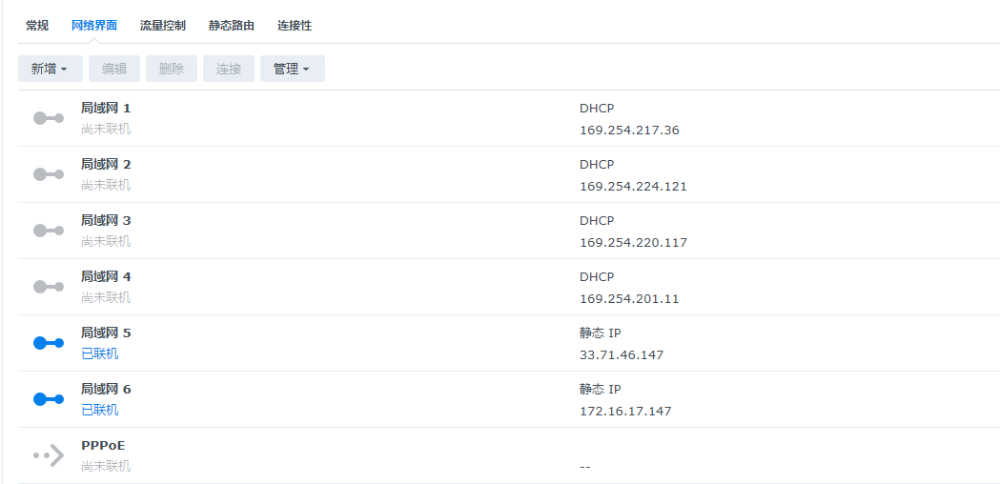 常规 网络界面 流量控制 静态路由 连接性
新增 编辑 删除 连接 管理
局域网 1 DHCP
尚未联机 169.254.217.36
局域网 2 DHCP
尚未联机 169.254.224.121
局域网 3 DHCP
尚未联机 169.254.220.117
局域网 4 DHCP
尚未联机 169.254.201.11
局域网 5 静态 IP
已联机 33.71.46.147
局域网 6 静态 IP
已联机 172.16.17.147
PPPoE
尚未联机 --